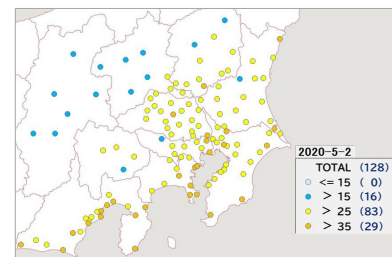 2020-5-2
TOTAL (128)
<= 15 ( 0)
> 15 (16)
> 25 (83)
> 35 (29)